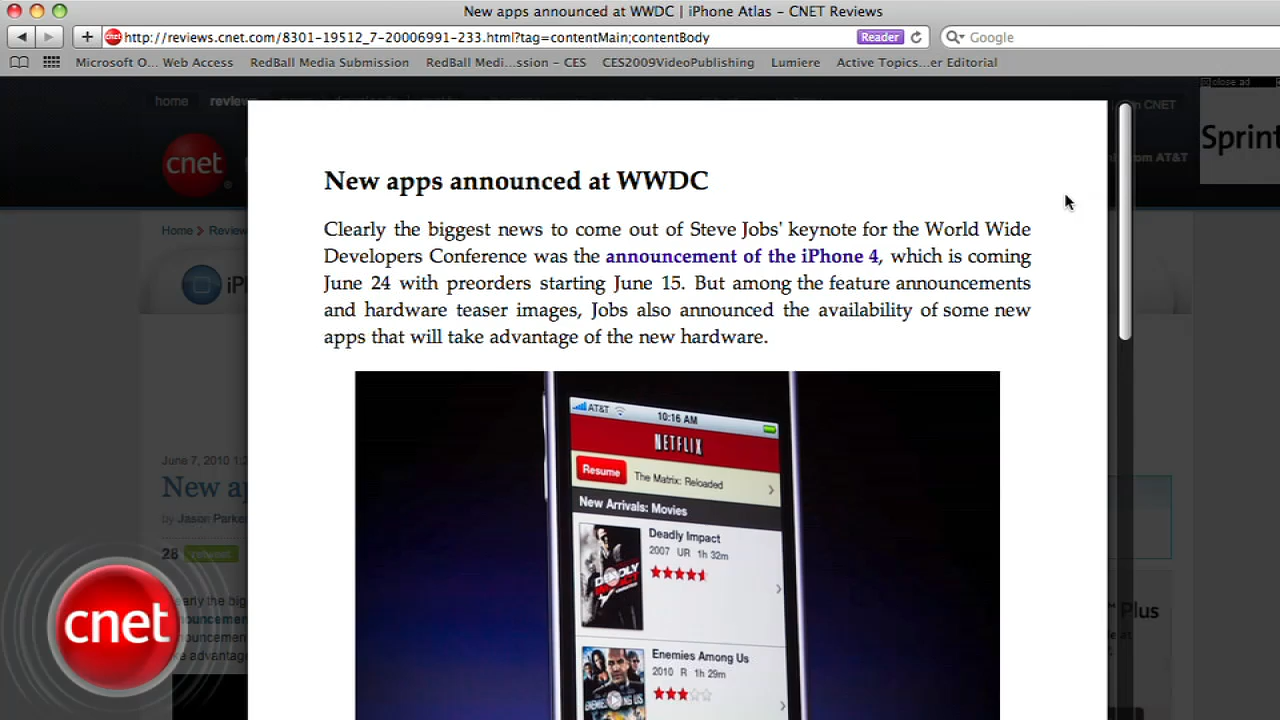 New apps announced at WWDC | iPhone Atlas - CNET Reviews
http://reviews.cnet.com/8301-19512_7-20006991-233.html?tag=contentMain;contentBody
Reader
Google
Microsoft O... Web Access
RedBall Media Submission
RedBall Medi...ssion - CES
CES2009VideoPublishing
Lumiere
Active Topics...er Editorial
close ad
home
CNET
Sprint
cnet
AT&T
New apps announced at WWDC
Clearly the biggest news to come out of Steve Jobs' keynote for the World Wide
Developers Conference was the announcement of the iPhone 4, which is coming
June 24 with preorders starting June 15. But among the feature announcements
and hardware teaser images, Jobs also announced the availability of some new
apps that will take advantage of the new hardware.
Home
AT&T
10:16 AM
NETFLIX
Resume
The Matrix: Reloaded
New Arrivals: Movies
Deadly Impact
2007 UR 1h 32m
Enemies Among Us
2010 R 1h 29m
June 7, 2010
New
by Jason
28
retweet
Plus
cnet